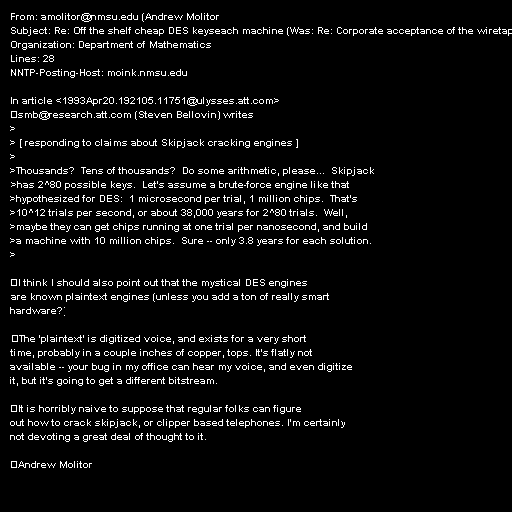 From: amolitor@nmsu.edu (Andrew Molitor
Subject: Re: Off the shelf cheap DES keyseach machine (Was: Re: Corporate acceptance of the wiretap
Organization: Department of Mathematics
Lines: 28
NNTP-Posting-Host: moink.nmsu.edu

In article <1993Apr20.192105.11751@ulysses.att.com>
smb@research.att.com (Steven Bellovin) writes
>
> [ responding to claims about Skipjack cracking engines ]
>
>Thousands?  Tens of thousands?  Do some arithmetic, please...  Skipjack
>has 2^80 possible keys.  Let's assume a brute-force engine like that
>hypothesized for DES:  1 microsecond per trial, 1 million chips.  That's
>10^12 trials per second, or about 38,000 years for 2^80 trials.  Well,
>maybe they can get chips running at one trial per nanosecond, and build
>a machine with 10 million chips.  Sure -- only 3.8 years for each solution.
>

I think I should also point out that the mystical DES engines
are known plaintext engines (unless you add a ton of really smart
hardware?)

The 'plaintext' is digitized voice, and exists for a very short
time, probably in a couple inches of copper, tops. It's flatly not
available -- your bug in my office can hear my voice, and even digitize
it, but it's going to get a different bitstream.

It is horribly naive to suppose that regular folks can figure
out how to crack skipjack, or clipper based telephones. I'm certainly
not devoting a great deal of thought to it.

Andrew Molitor